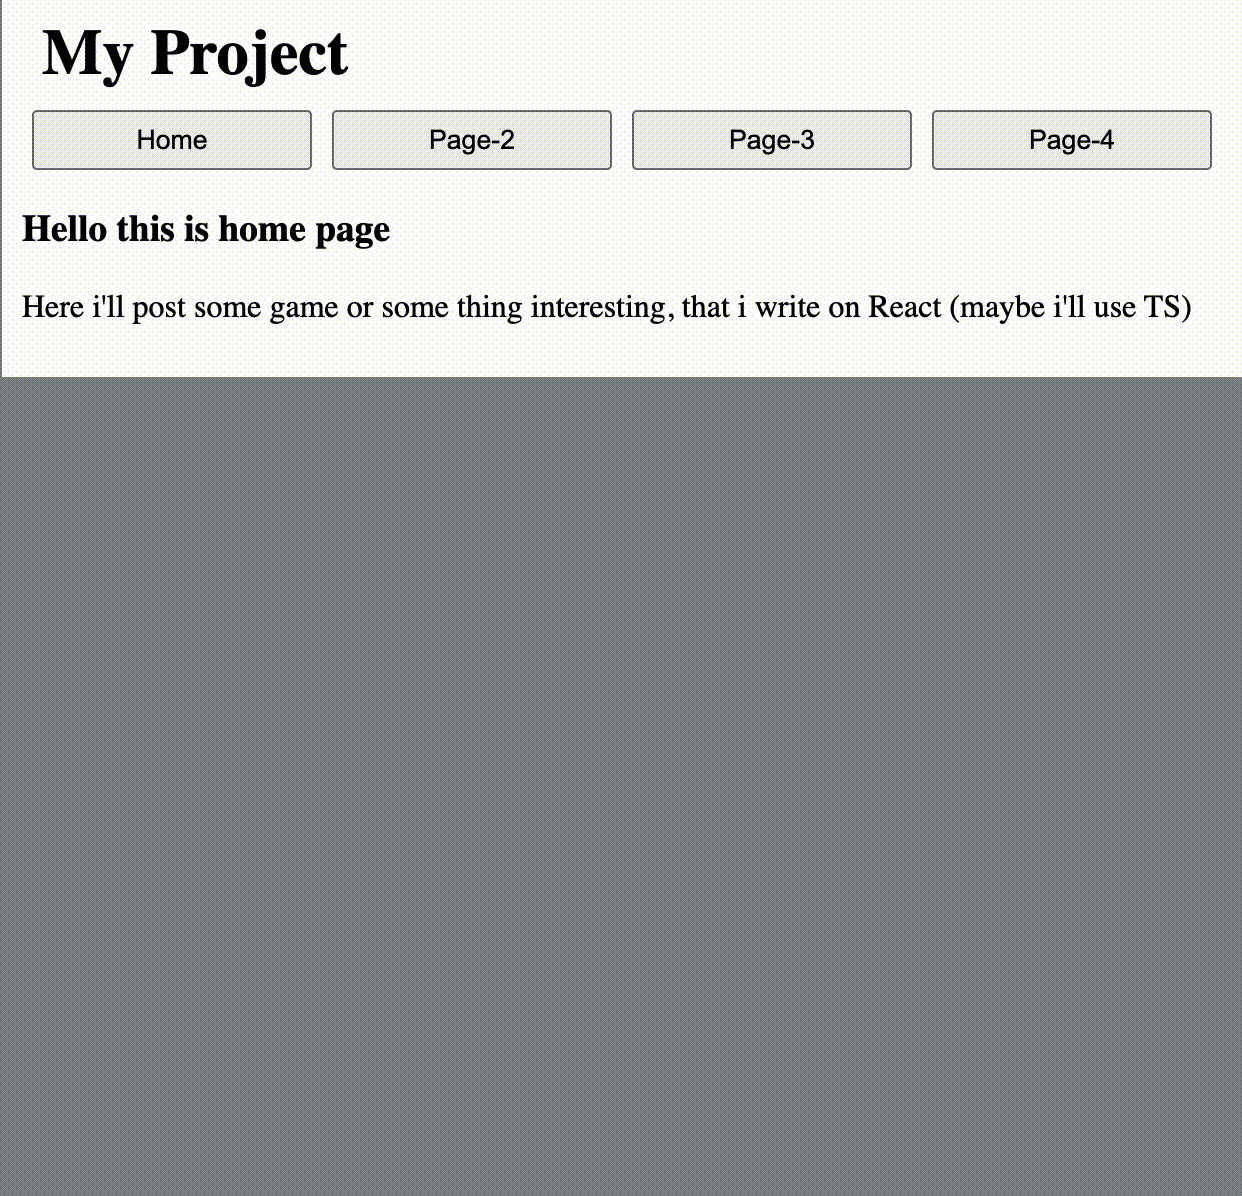 My Project
Home Page-2 Page-3 Page-4
Hello this is home page
Here i'll post some game or some thing interesting, that i write on React (maybe i'll use TS)